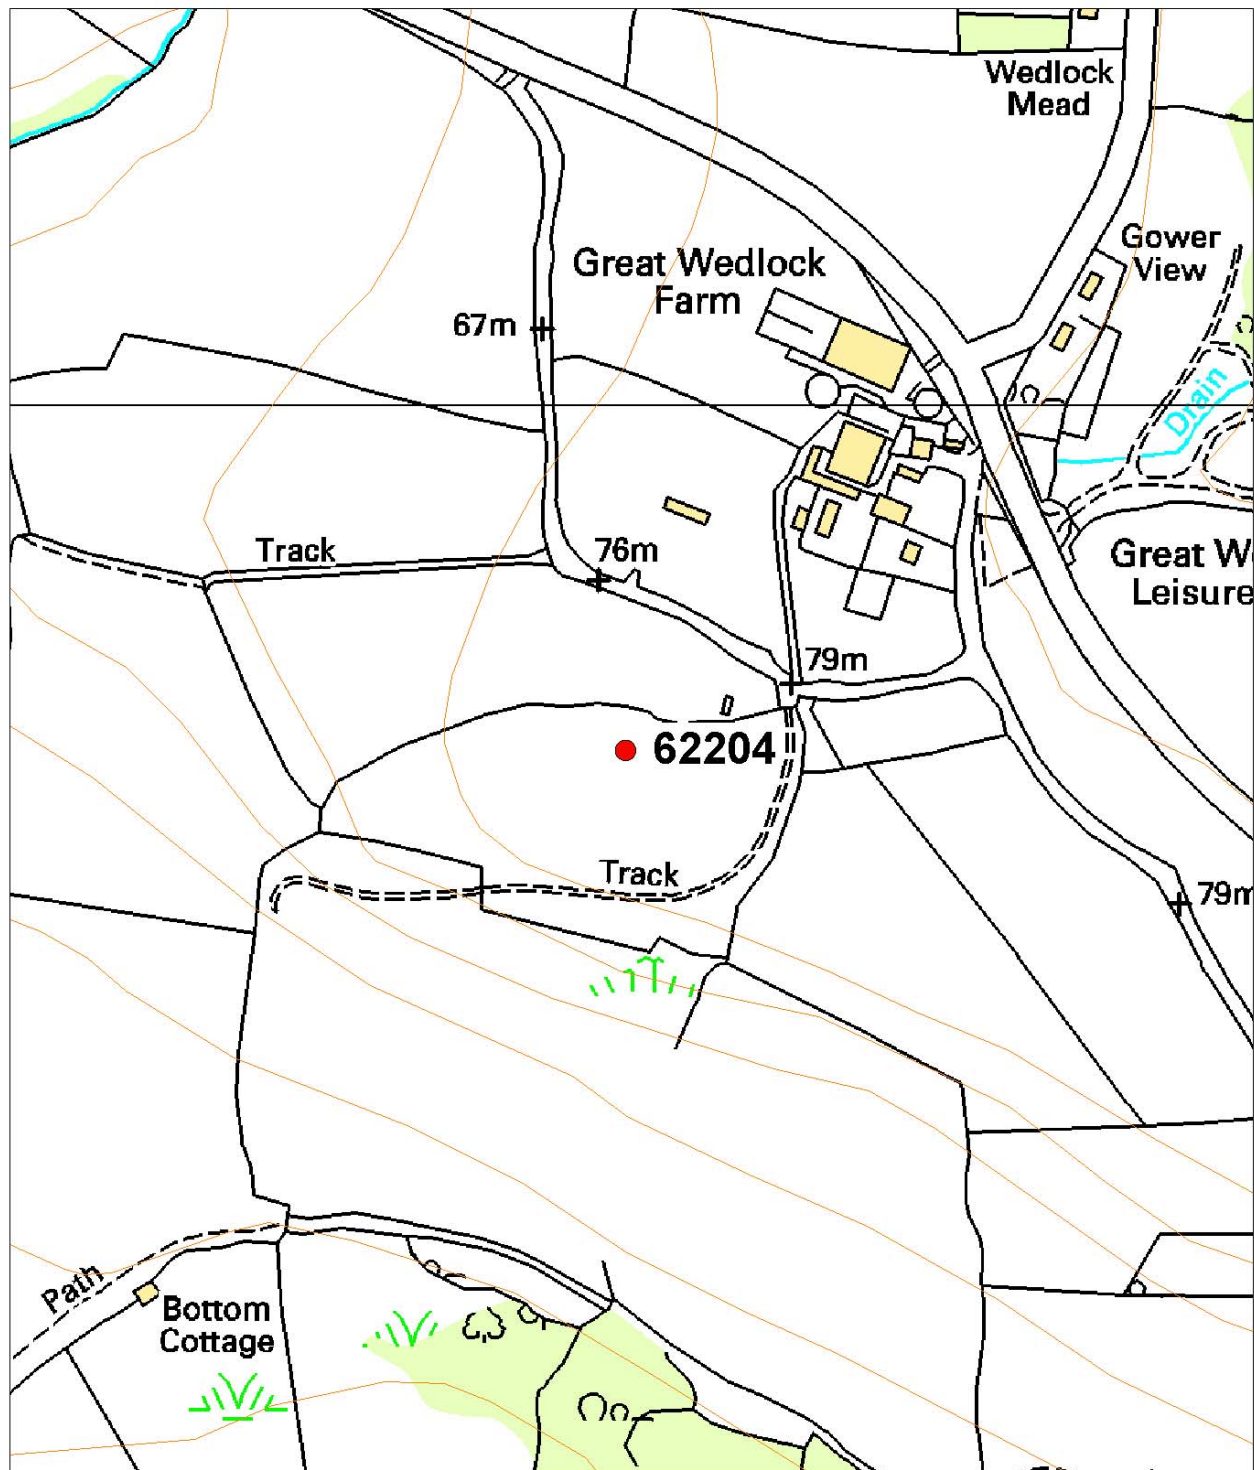 Wedlock
Mead
Gower
View
Great Wedlock
Farm
67m
Drain
Track
76m
Great W
Leisure
79m
62204
Track
79m
Path
Bottom
Cottage